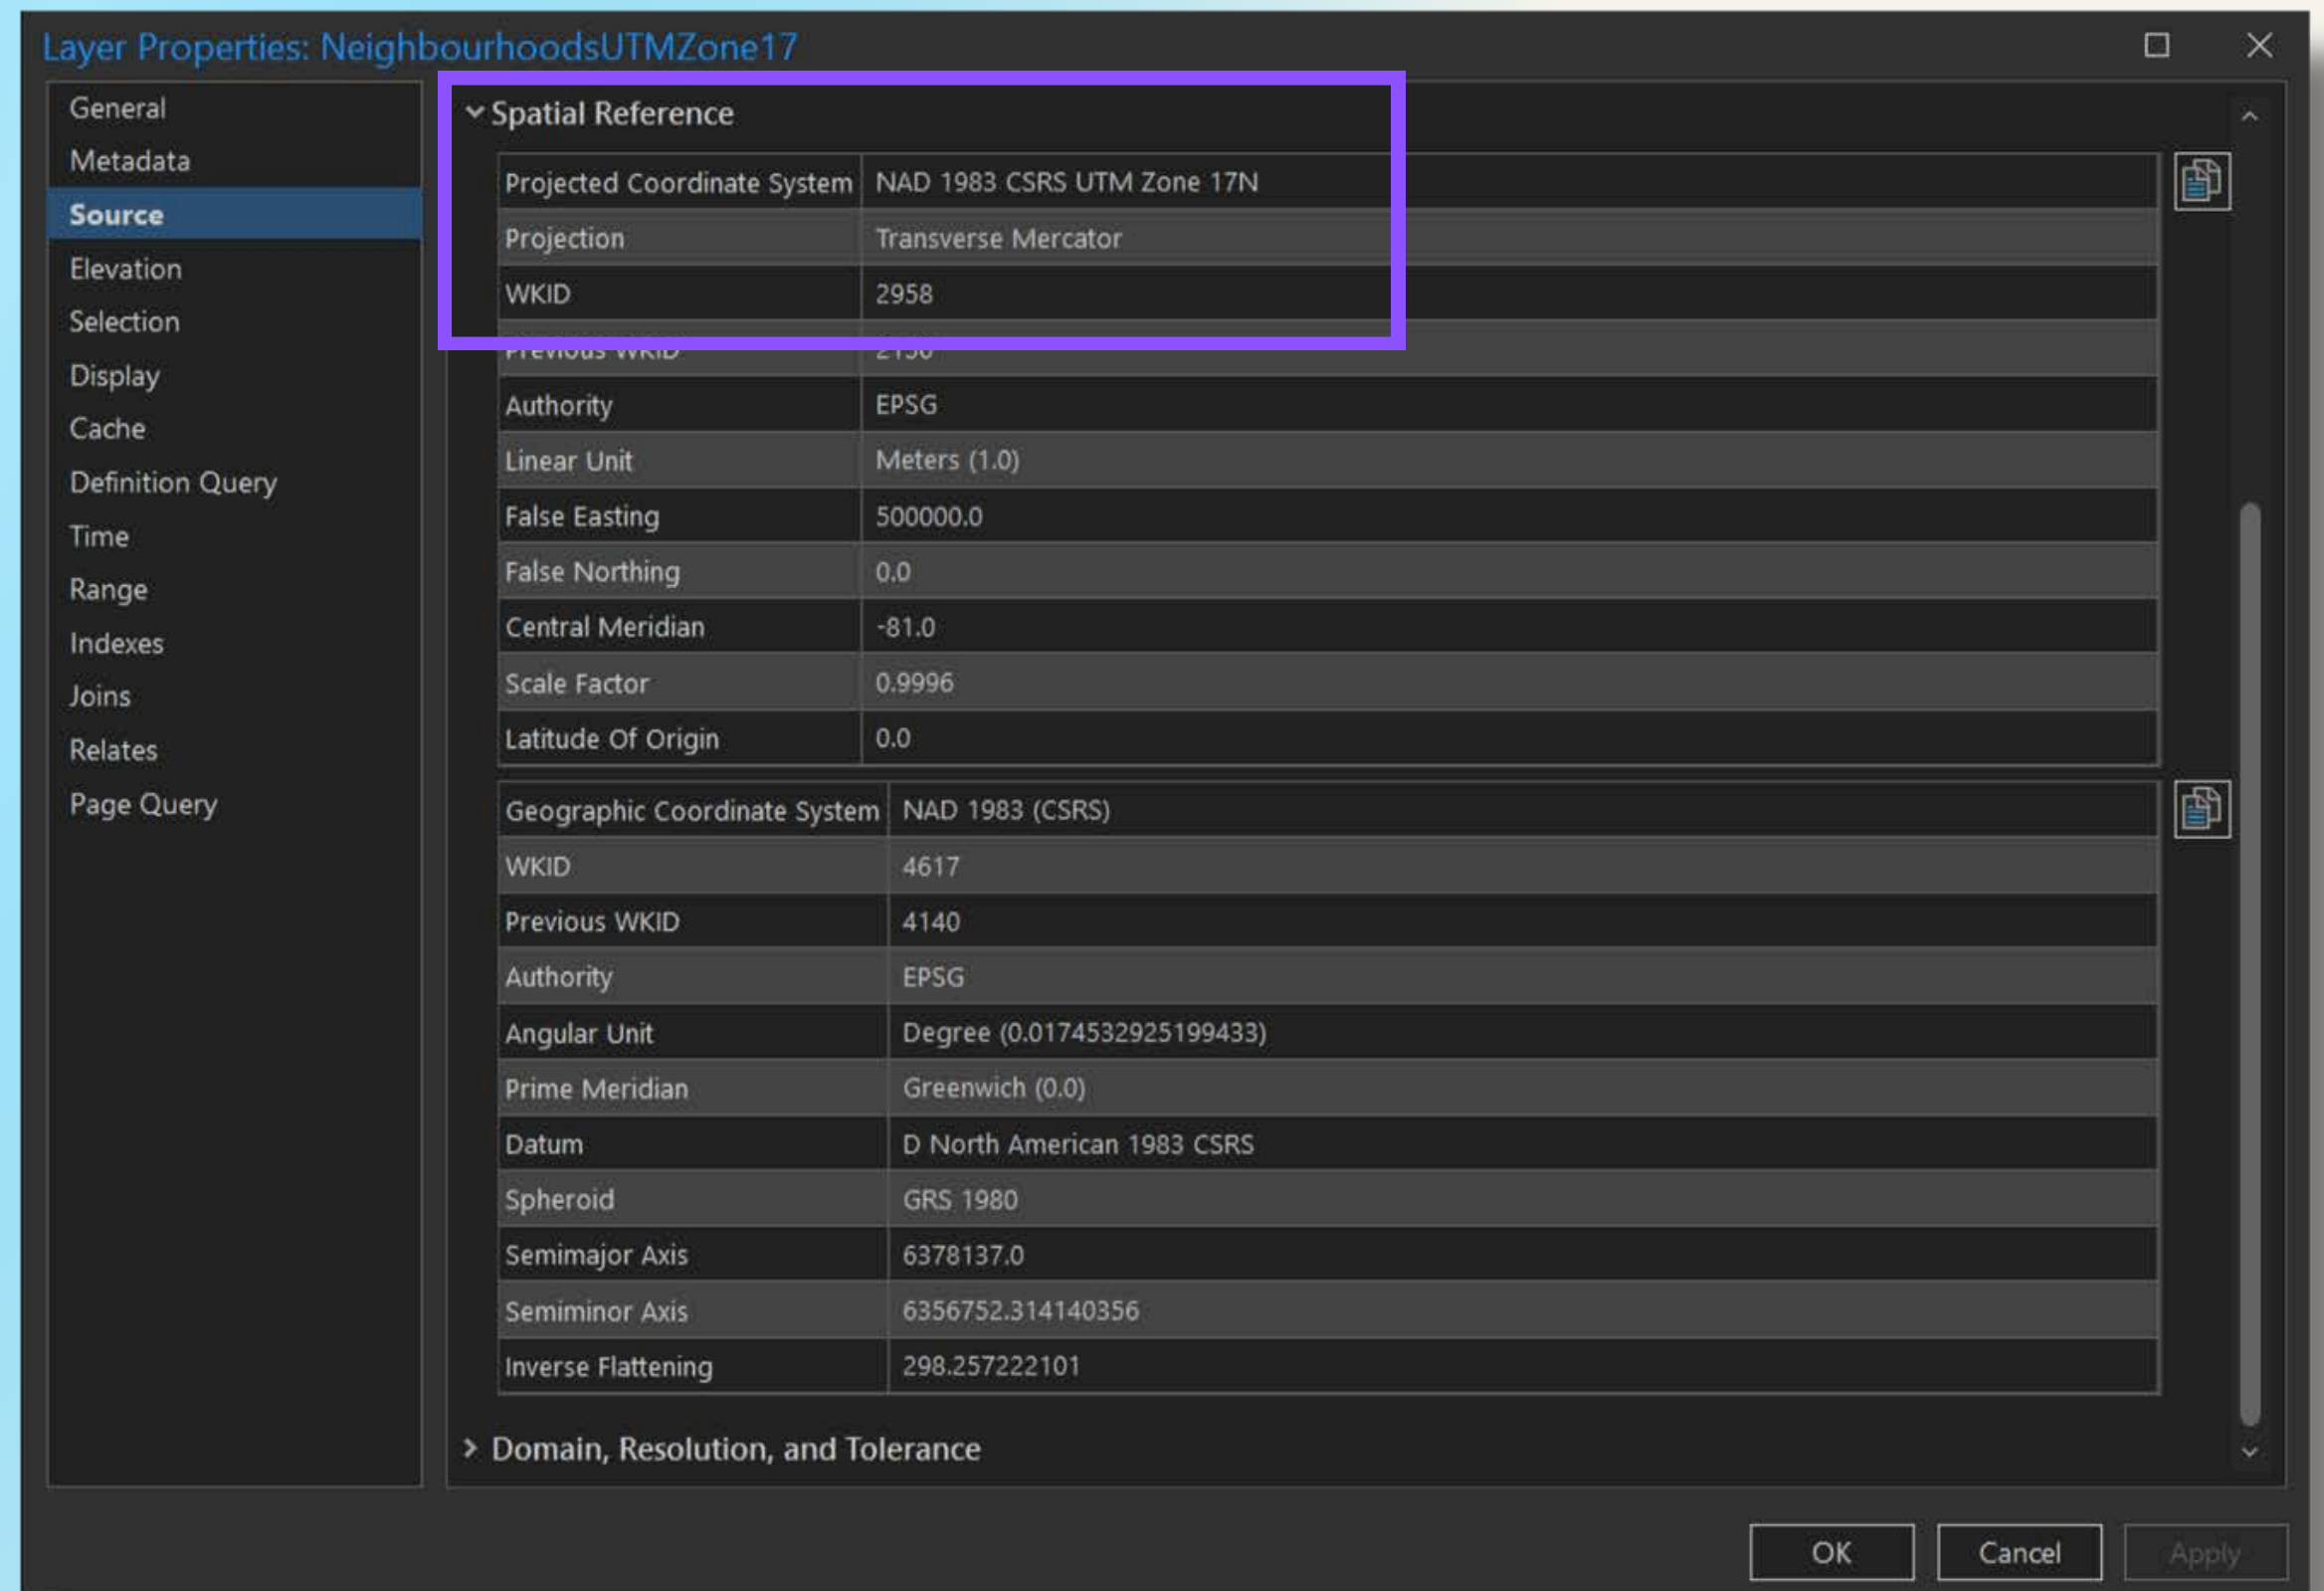 Layer Properties: NeighbourhoodsUTMZone17
General
Metadata
Source
Elevation
Selection
Display
Cache
Definition Query
Time
Range
Indexes
Joins
Relates
Page Query
Spatial Reference
Projected Coordinate System NAD 1983 CSRS UTM Zone 17N
Projection Transverse Mercator
WKID 2958
Previous WKID
Authority EPSG
Linear Unit Meters (1.0)
False Easting 500000.0
False Northing 0.0
Central Meridian -81.0
Scale Factor 0.9996
Latitude Of Origin 0.0
Geographic Coordinate System NAD 1983 (CSRS)
WKID 4617
Previous WKID 4140
Authority EPSG
Angular Unit Degree (0.0174532925199433)
Prime Meridian Greenwich (0.0)
Datum D North American 1983 CSRS
Spheroid GRS 1980
Semimajor Axis 6378137.0
Semiminor Axis 6356752.314140356
Inverse Flattening 298.257222101
Domain, Resolution, and Tolerance
OK
Cancel
Apply